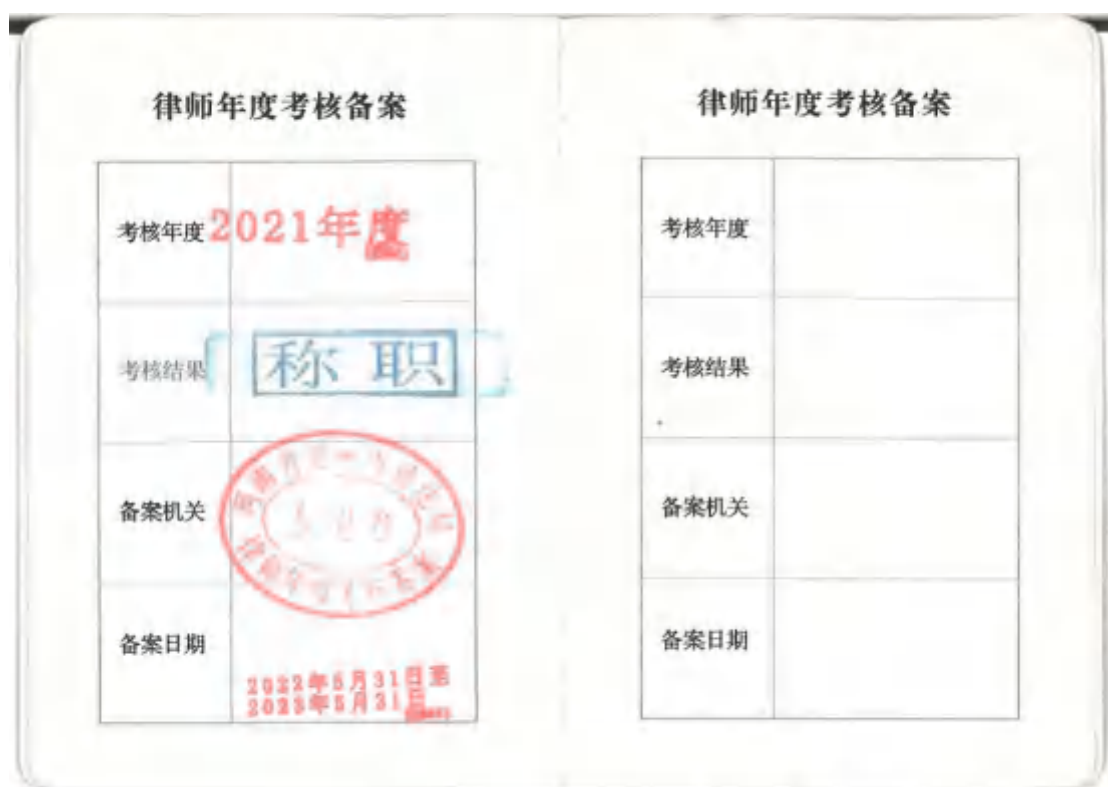 律师年度考核备案
考核年度 2021年度
考核结果 称职
备案机关
备案日期
2022年5月31日至
2023年5月31日
律师年度考核备案
考核年度
考核结果
备案机关
备案日期